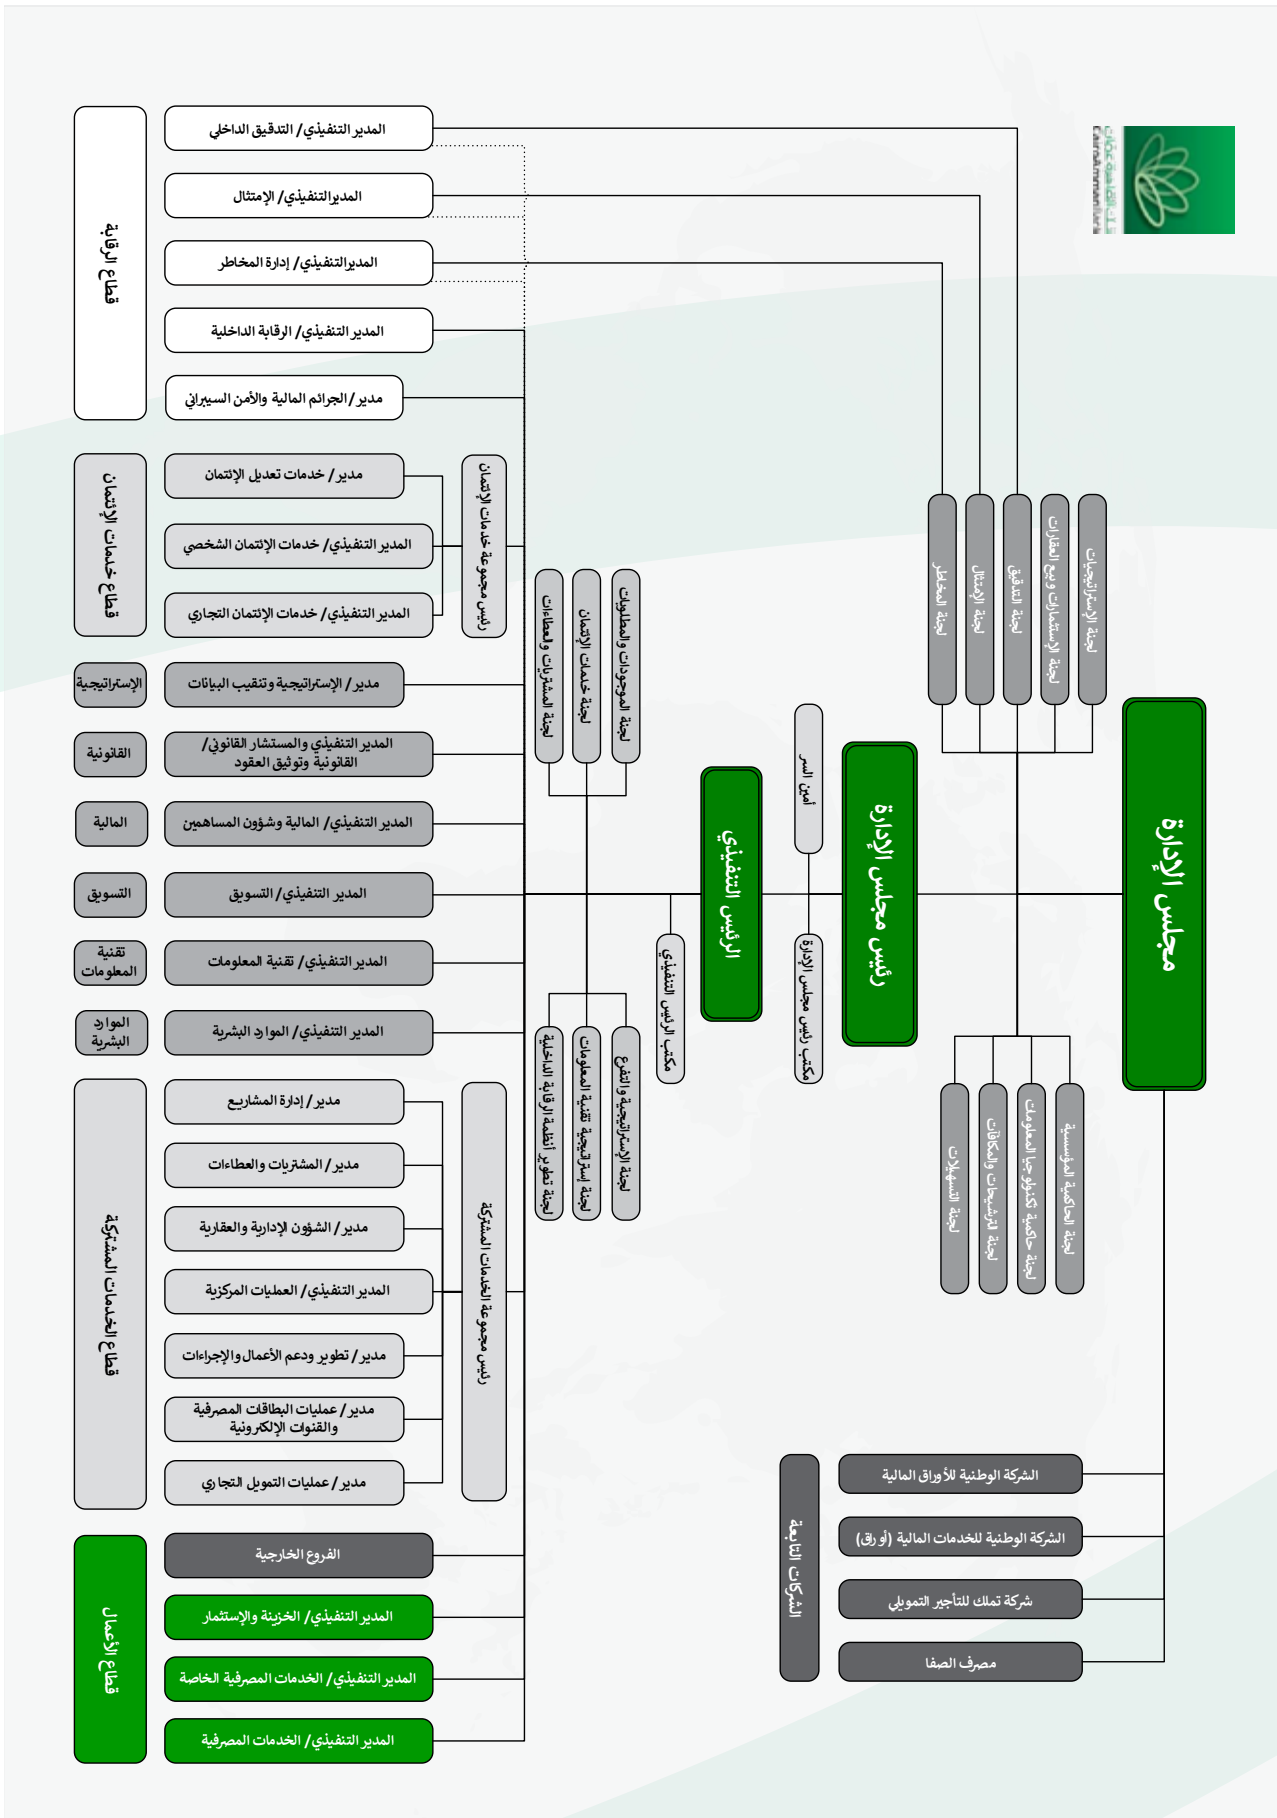 بنك القاهرة عمان
CairoAmmanBank
مجلس الإدارة
لجنة الإستراتيجيات
لجنة الإستثمارات وبيع العقارات
لجنة التدقيق
لجنة الإمتثال
لجنة المخاطر
لجنة الحاكمية المؤسسية
لجنة حاكمية تكنولوجيا المعلومات
لجنة الترشيحات والمكافآت
لجنة التسهيلات
رئيس مجلس الإدارة
أمين السر
مكتب رئيس مجلس الإدارة
الرئيس التنفيذي
مكتب الرئيس التنفيذي
لجنة الموجودات والمطلوبات
لجنة خدمات الإئتمان
لجنة المشتريات والعطاءات
لجنة الإستراتيجية والتفرع
لجنة إستراتيجية تقنية المعلومات
لجنة تطوير أنظمة الرقابة الداخلية
الشركات التابعة
الشركة الوطنية للأوراق المالية
الشركة الوطنية للخدمات المالية (أوراق)
شركة تملك للتأجير التمويلي
مصرف الصفا
قطاع الرقابة
المدير التنفيذي/ التدقيق الداخلي
المديرالتنفيذي/ الإمتثال
المديرالتنفيذي/ إدارة المخاطر
المدير التنفيذي/ الرقابة الداخلية
مدير/ الجرائم المالية والأمن السيبراني
قطاع خدمات الإئتمان
رئيس مجموعة خدمات الإئتمان
مدير/ خدمات تعديل الإئتمان
المدير التنفيذي/ خدمات الإئتمان الشخصي
المدير التنفيذي/ خدمات الإئتمان التجاري
الإستراتيجية
مدير/ الإستراتيجية وتنقيب البيانات
القانونية
المدير التنفيذي والمستشار القانوني/
القانونية وتوثيق العقود
المالية
المدير التنفيذي/ المالية وشؤون المساهمين
التسويق
المدير التنفيذي/ التسويق
تقنية
المعلومات
المدير التنفيذي/ تقنية المعلومات
الموارد
البشرية
المدير التنفيذي/ الموارد البشرية
قطاع الخدمات المشتركة
رئيس مجموعة الخدمات المشتركة
مدير/ إدارة المشاريع
مدير/ المشتريات والعطاءات
مدير/ الشؤون الإدارية والعقارية
المدير التنفيذي/ العمليات المركزية
مدير/ تطوير ودعم الأعمال والإجراءات
مدير/ عمليات البطاقات المصرفية
والقنوات الإلكترونية
مدير/ عمليات التمويل التجاري
قطاع الأعمال
الفروع الخارجية
المدير التنفيذي/ الخزينة والإستثمار
المدير التنفيذي/ الخدمات المصرفية الخاصة
المدير التنفيذي/ الخدمات المصرفية